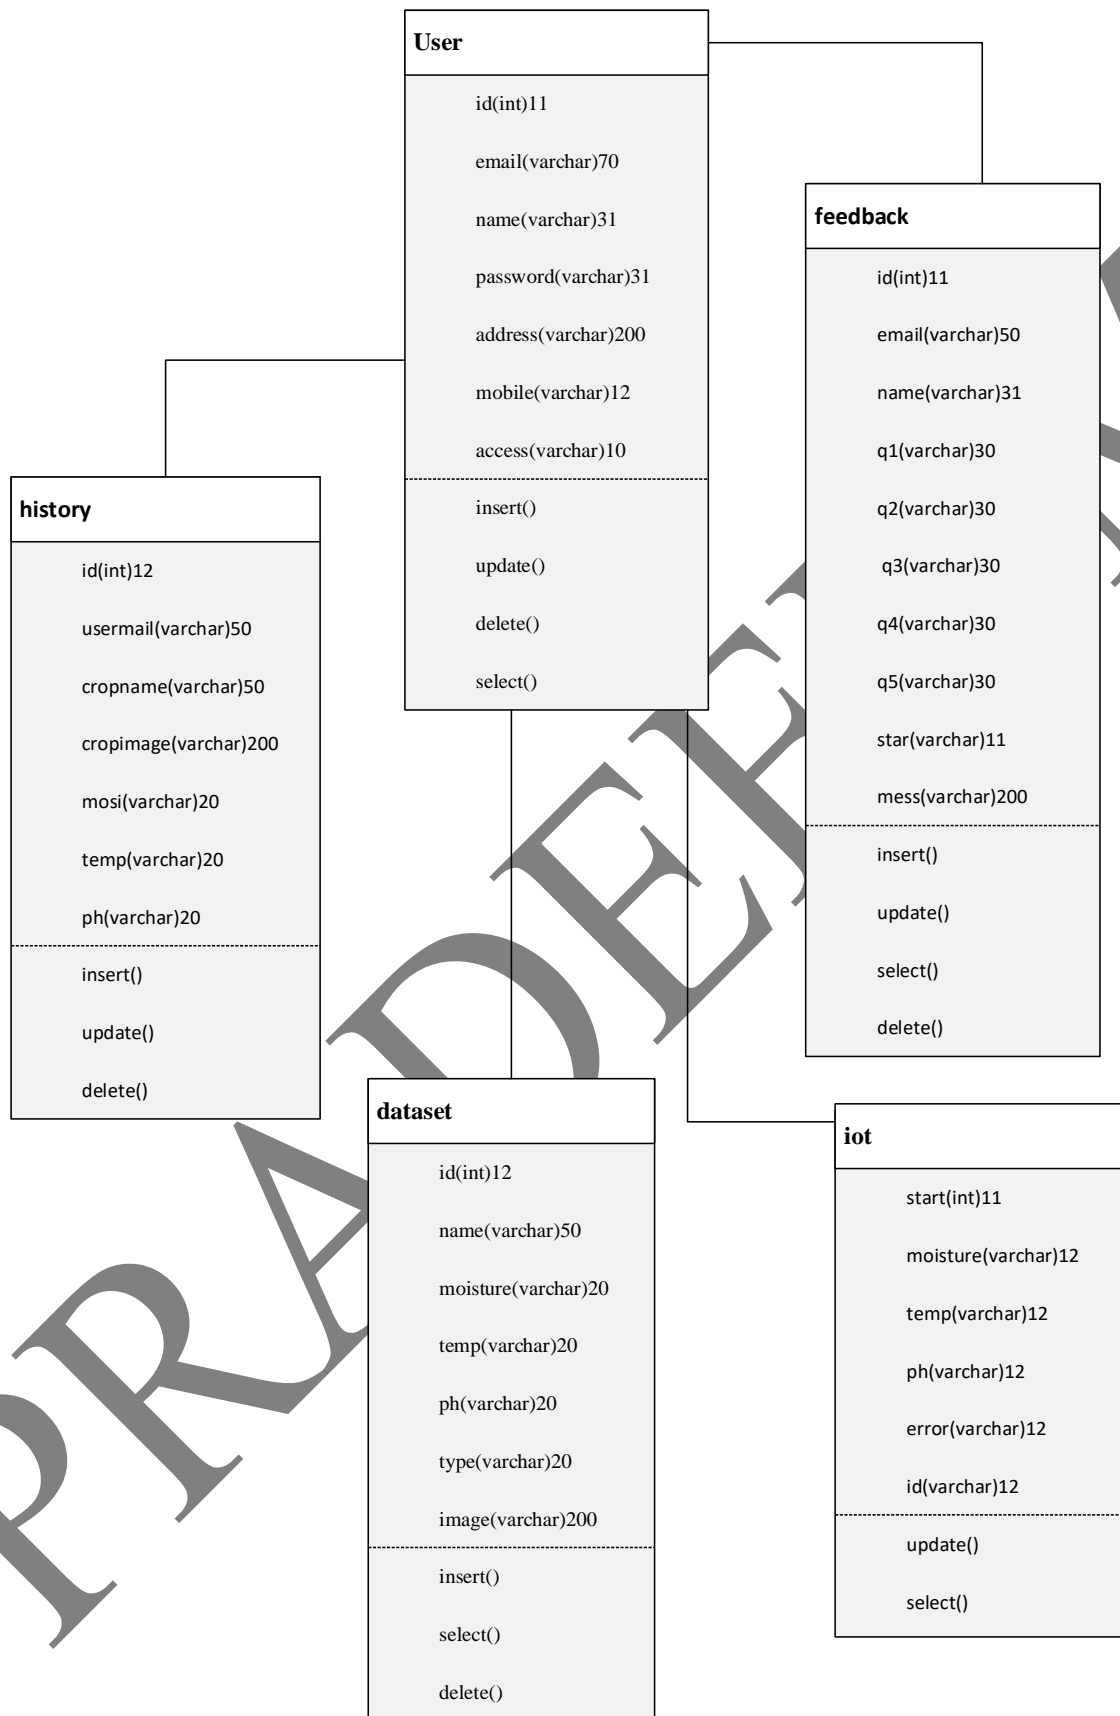 User
id(int)11
email(varchar)70
name(varchar)31
password(varchar)31
address(varchar)200
mobile(varchar)12
access(varchar)10
insert()
update()
delete()
select()
feedback
id(int)11
email(varchar)50
name(varchar)31
q1(varchar)30
q2(varchar)30
q3(varchar)30
q4(varchar)30
q5(varchar)30
star(varchar)11
mess(varchar)200
insert()
update()
select()
delete()
history
id(int)12
usermail(varchar)50
cropname(varchar)50
cropimage(varchar)200
mosi(varchar)20
temp(varchar)20
ph(varchar)20
insert()
update()
delete()
dataset
id(int)12
name(varchar)50
moisture(varchar)20
temp(varchar)20
ph(varchar)20
type(varchar)20
image(varchar)200
insert()
select()
delete()
iot
start(int)11
moisture(varchar)12
temp(varchar)12
ph(varchar)12
error(varchar)12
id(varchar)12
update()
select()